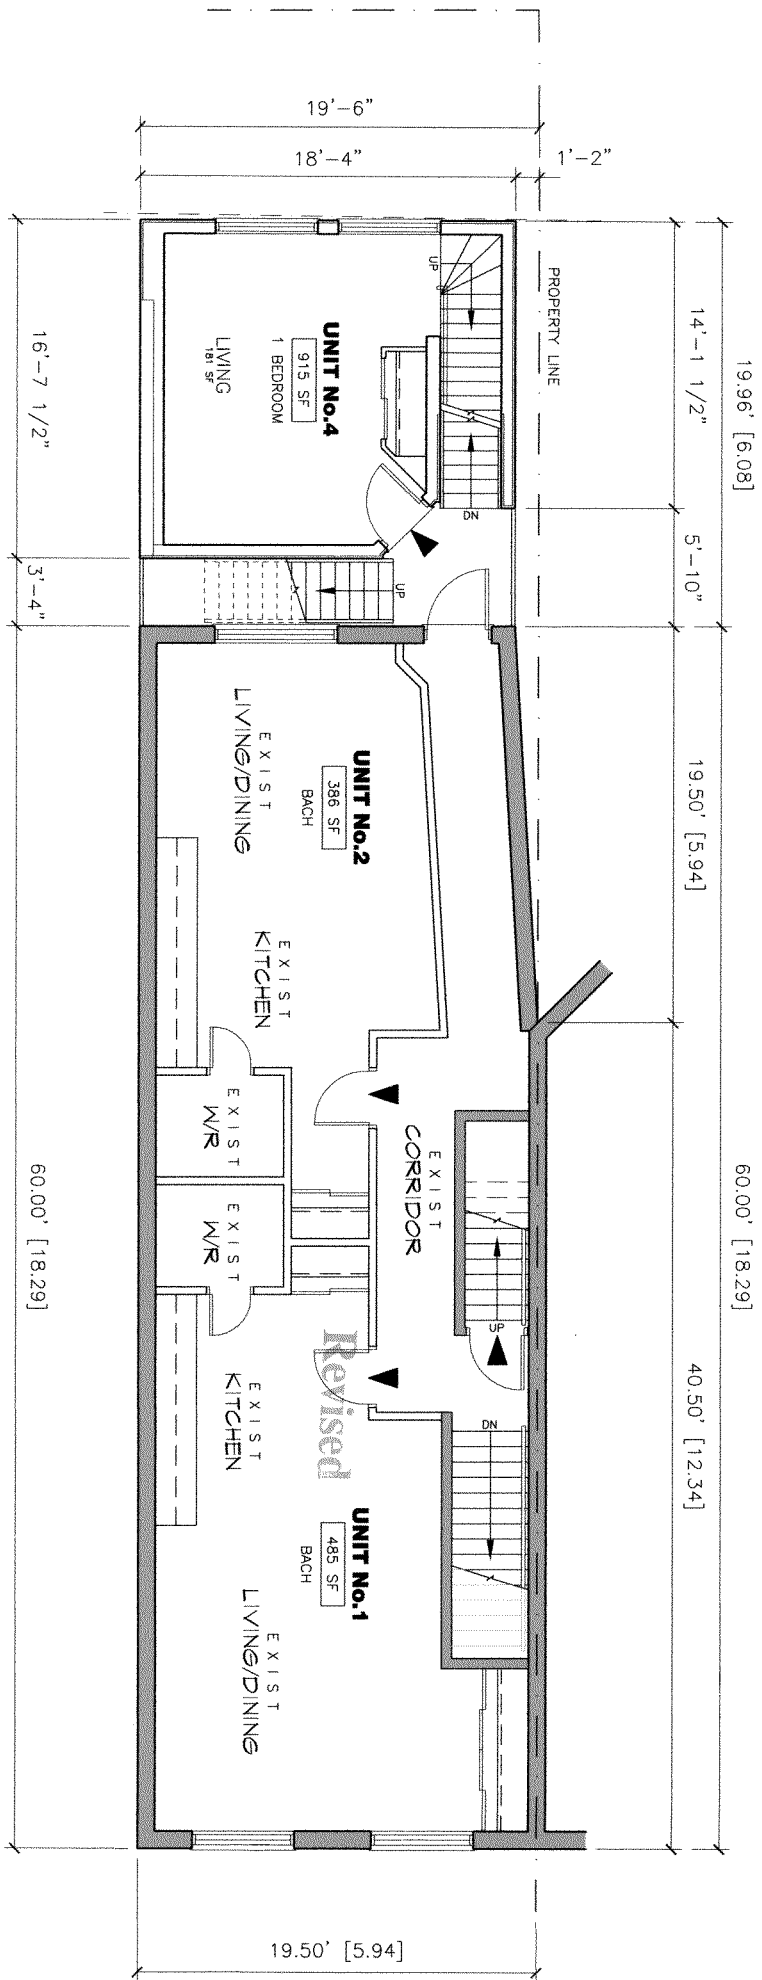 19'-6"
18'-4"
1'-2"
PROPERTY LINE
14'-1 1/2"
19.96' [6.08]
5'-10"
16'-7 1/2"
3'-4"
UP
DN
UNIT No.4
915 SF
1 BEDROOM
LIVING
181 SF
UP
UNIT No.2
386 SF
BACH
EXIST
LIVING/DINING
EXIST
KITCHEN
19.50' [5.94]
EXIST
W/R
EXIST
W/R
EXIST
CORRIDOR
UP
DN
60.00' [18.29]
60.00' [18.29]
40.50' [12.34]
Revised
EXIST
KITCHEN
UNIT No.1
485 SF
BACH
EXIST
LIVING/DINING
19.50' [5.94]